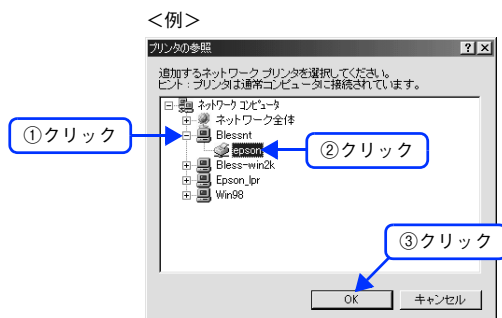 ＜例＞
プリンタの参照
追加するネットワーク プリンタを選択してください。
ヒント：プリンタは通常コンピュータに接続されています。
ネットワーク コンピュータ
ネットワーク全体
①クリック
Blessnt
epson
②クリック
Bless-win2k
Epson_lpr
Win98
③クリック
OK
キャンセル